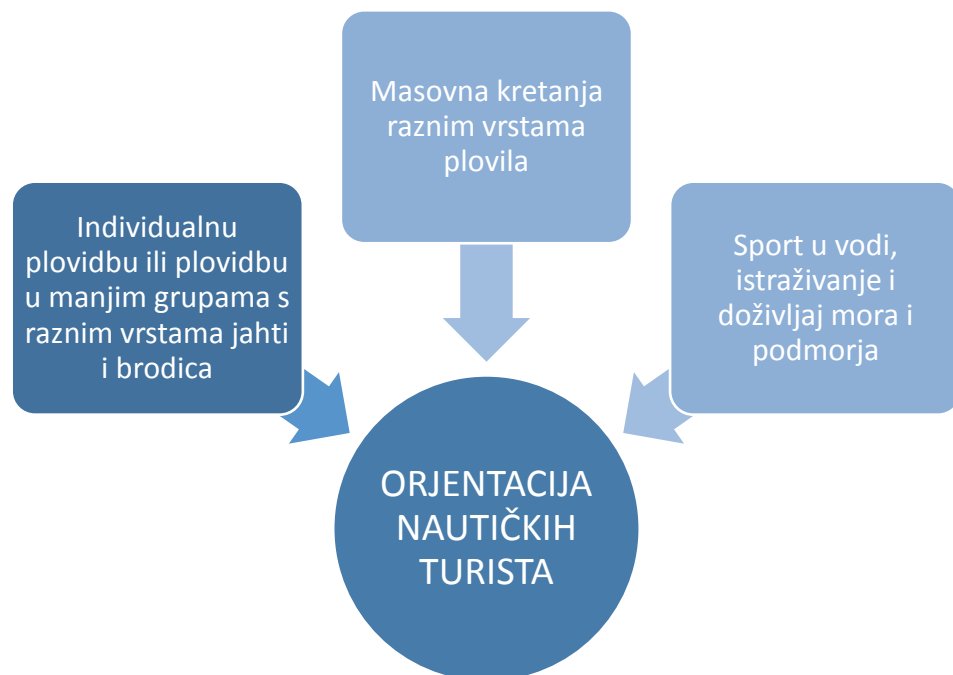 Masovna kretanja
raznim vrstama
plovila
Individualnu
plovidbu ili plovidbu
u manjim grupama s
raznim vrstama jahti
i brodica
Sport u vodi,
istraživanje i
doživljaj mora i
podmorja
ORJENTACIJA
NAUTIČKIH
TURISTA